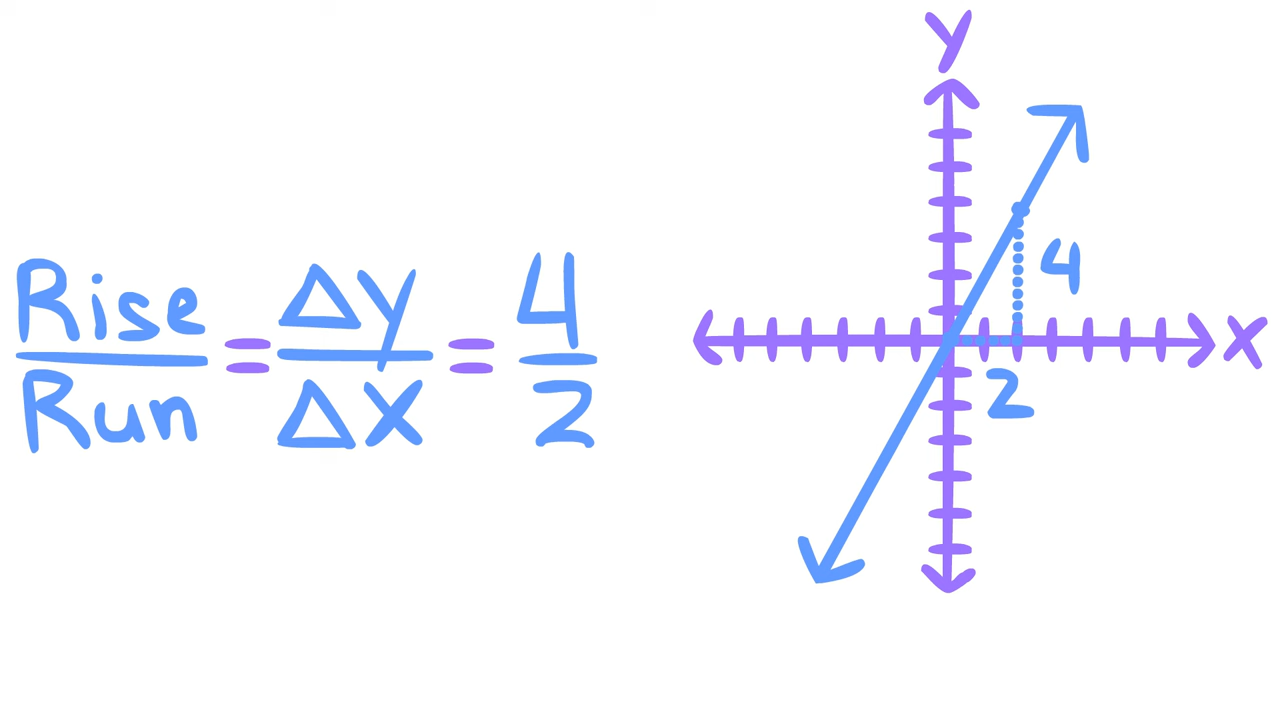 Rise = ΔY = 4
Run ΔX 2
Y
4
X
2